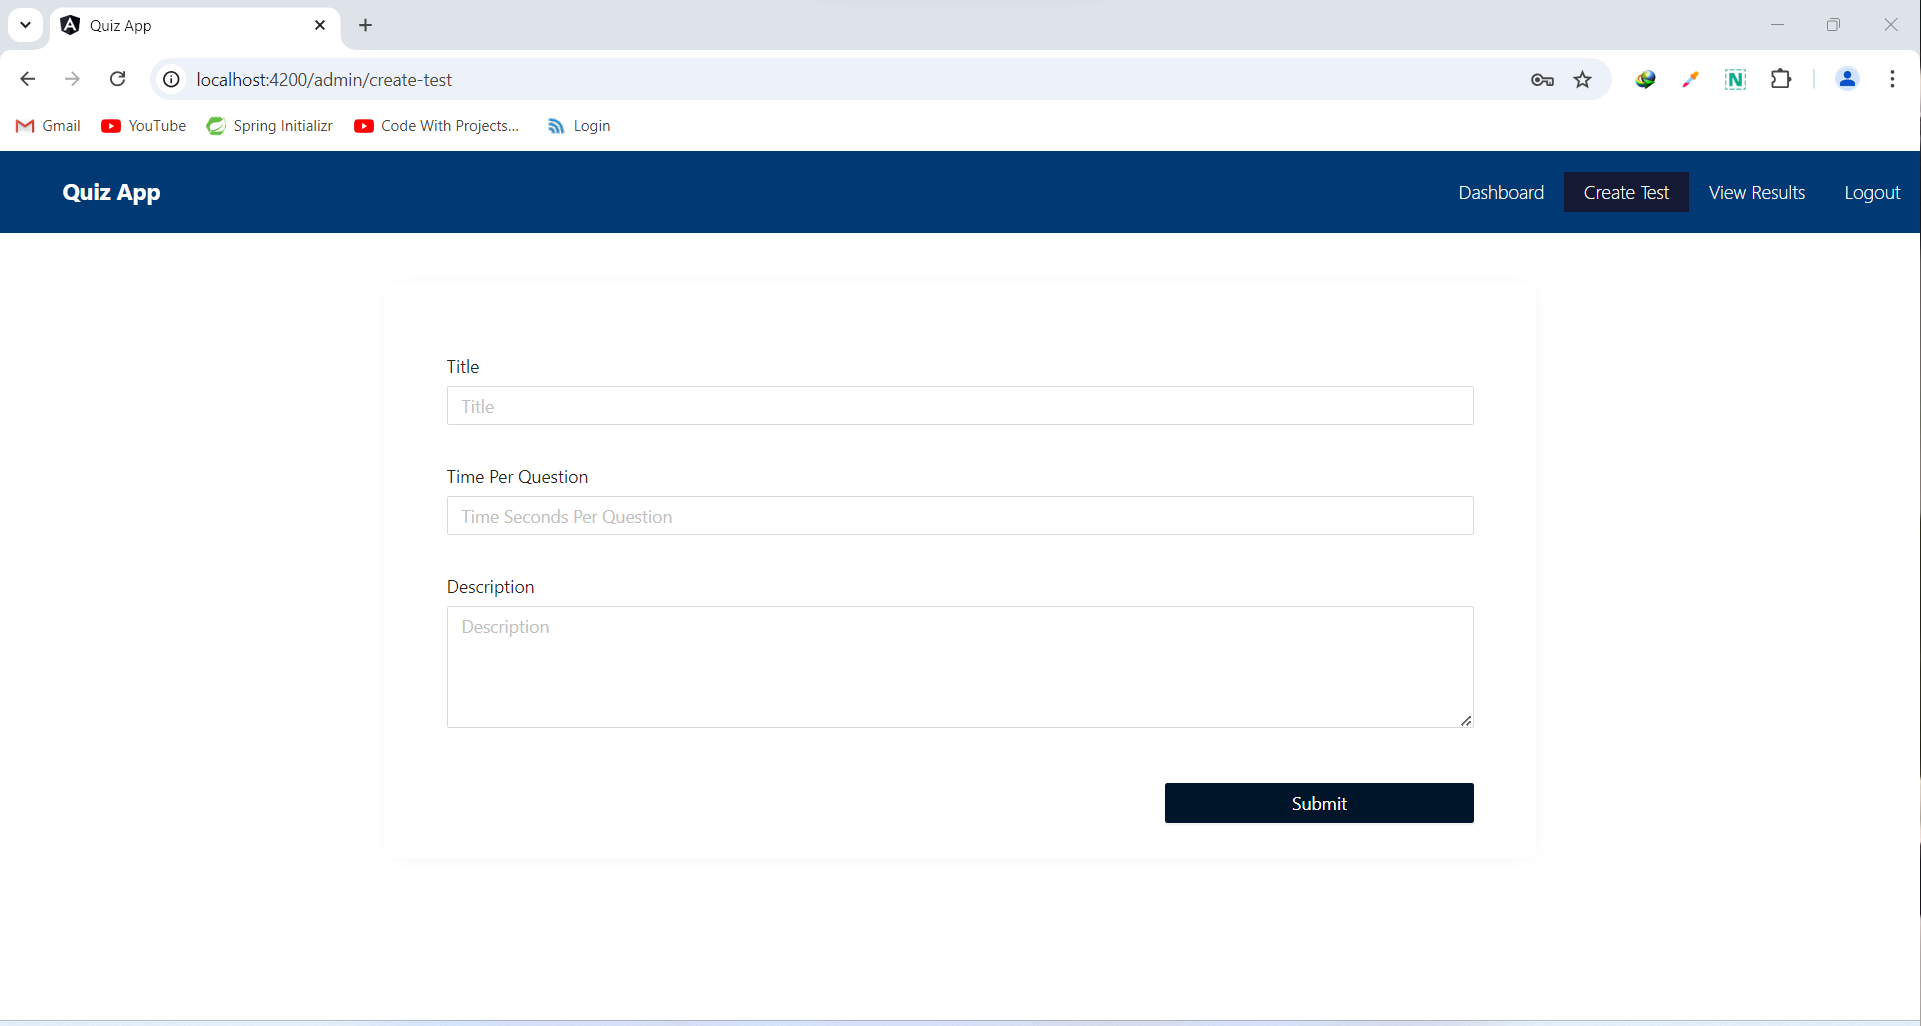 Quiz App
localhost:4200/admin/create-test
N
Gmail YouTube Spring Initializr Code With Projects... Login
Quiz App Dashboard Create Test View Results Logout
Title
Title
Time Per Question
Time Seconds Per Question
Description
Description
Submit